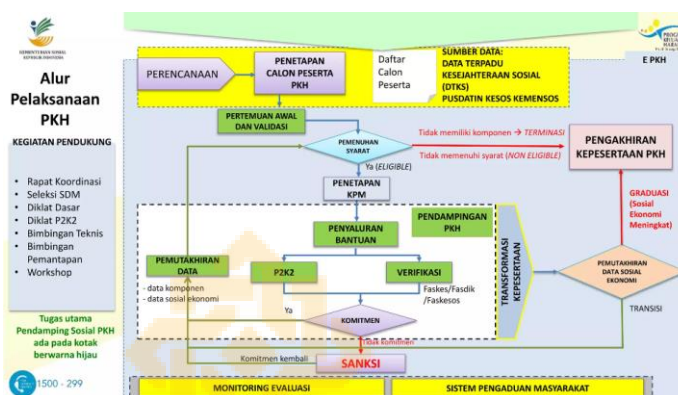 KEMENTERIAN SOSIAL
REPUBLIK INDONESIA
Alur
Pelaksanaan
PKH
KEGIATAN PENDUKUNG
• Rapat Koordinasi
• Seleksi SDM
• Diklat Dasar
• Diklat P2K2
• Bimbingan Teknis
• Bimbingan
Pemantapan
• Workshop
Tugas utama
Pendamping Sosial PKH
ada pada kotak
berwarna hijau
1500 - 299
PERENCANAAN
PENETAPAN
CALON PESERTA
PKH
Daftar
Calon
Peserta
SUMBER DATA:
DATA TERPADU
KESEJAHTERAAN SOSIAL
(DTKS)
PUSDATIN KESOS KEMENSOS
E PKH
PERTEMUAN AWAL
DAN VALIDASI
PEMENUHAN
SYARAT
Tidak memiliki komponen → TERMINASI
Tidak memenuhi syarat (NON ELIGIBLE)
PENGAKHIRAN
KEPESERTAAN PKH
Ya (ELIGIBLE)
PENETAPAN
KPM
PENYALURAN
BANTUAN
PENDAMPINGAN
PKH
GRADUASI
(Sosial
Ekonomi
Meningkat)
PEMUTAKHIRAN
DATA
- data komponen
- data sosial ekonomi
P2K2
VERIFIKASI
Faskes/Fasdik
/Faskesos
TRANSFORMASI
KEPESERTAAN
PEMUTAKHIRAN
DATA SOSIAL
EKONOMI
Ya
KOMITMEN
TRANSISI
Tidak komitmen
Komitmen kembali
SANKSI
MONITORING EVALUASI
SISTEM PENGADUAN MASYARAKAT